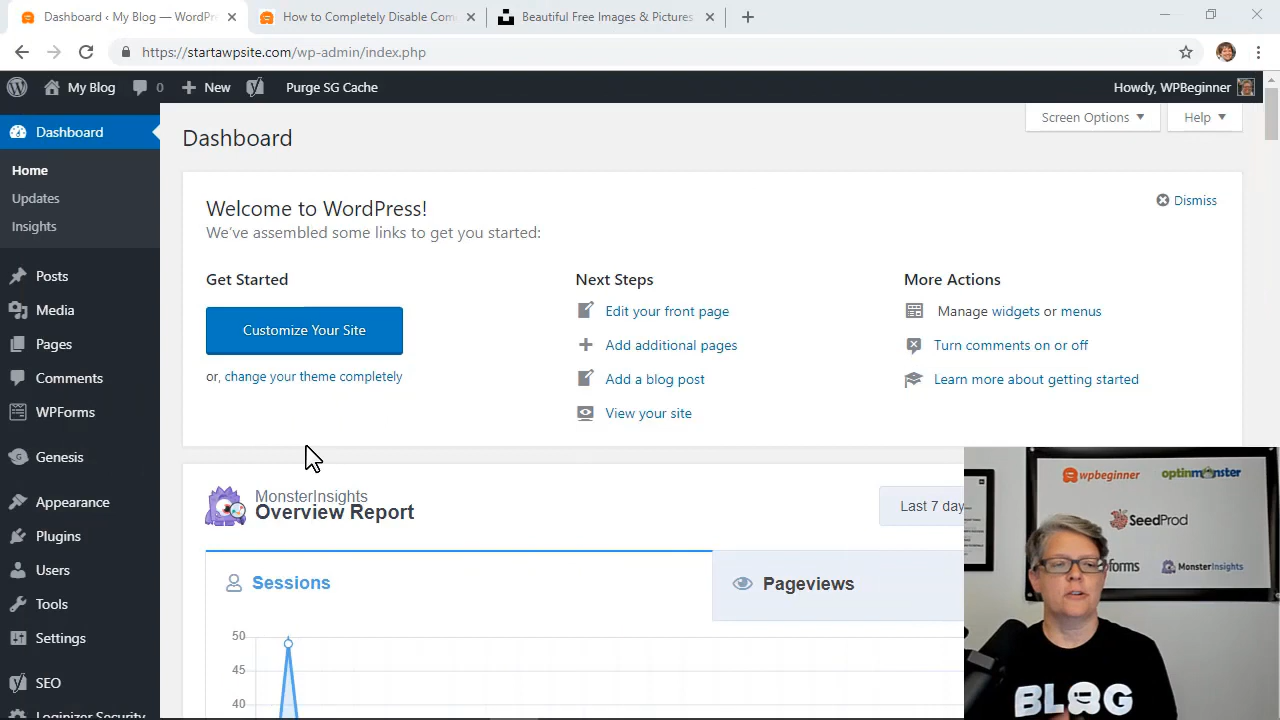 Dashboard ‹ My Blog — WordPre
How to Completely Disable Com
Beautiful Free Images & Pictures
https://startawpsite.com/wp-admin/index.php
My Blog
0
New
Purge SG Cache
Howdy, WPBeginner
Dashboard
Home
Updates
Insights
Posts
Media
Pages
Comments
WPForms
Genesis
Appearance
Plugins
Users
Tools
Settings
SEO
Loginizer Security
Screen Options
Help
Dashboard
Welcome to WordPress!
We've assembled some links to get you started:
Dismiss
Get Started
Customize Your Site
or, change your theme completely
Next Steps
Edit your front page
Add additional pages
Add a blog post
View your site
More Actions
Manage widgets or menus
Turn comments on or off
Learn more about getting started
MonsterInsights
Overview Report
Last 7 day
Sessions
Pageviews
50
45
40
wpbeginner
optinmonster
SeedProd
forms
MonsterInsights
BLOG